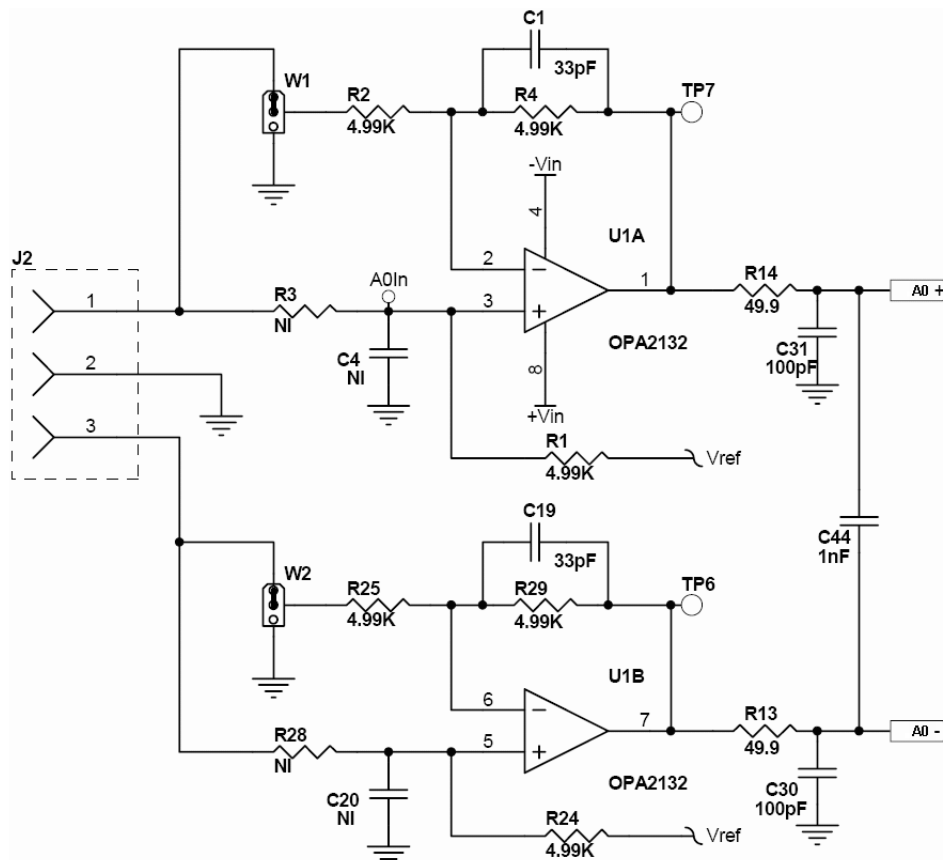 C1
33pF
W1
R2
4.99K
R4
4.99K
TP7
-Vin
4
U1A
J2
2
1
R14
49.9
A0 +
1
R3
NI
A0In
3
OPA2132
C4
NI
8
C31
100pF
2
+Vin
3
R1
4.99K
Vref
C19
33pF
C44
1nF
W2
R25
4.99K
R29
4.99K
TP6
U1B
6
7
R13
49.9
A0 -
R28
NI
5
OPA2132
C20
NI
C30
100pF
R24
4.99K
Vref